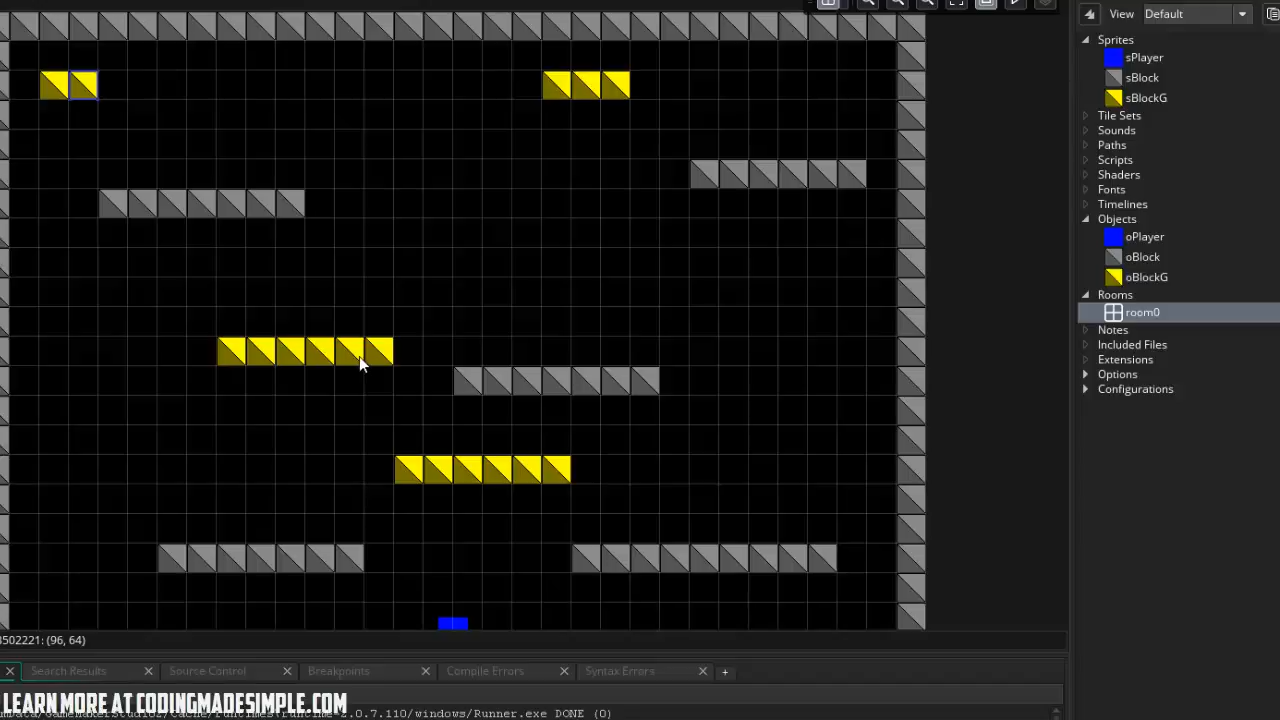 View Default
Sprites
sPlayer
sBlock
sBlockG
Tile Sets
Sounds
Paths
Scripts
Shaders
Fonts
Timelines
Objects
oPlayer
oBlock
oBlockG
Rooms
room0
Notes
Included Files
Extensions
Options
Configurations
3502221: (96, 64)
Search Results
Source Control
Breakpoints
Compile Errors
Syntax Errors
LEARN MORE AT CODINGMADESIMPLE.COM
/windows/Runner.exe DONE (0)